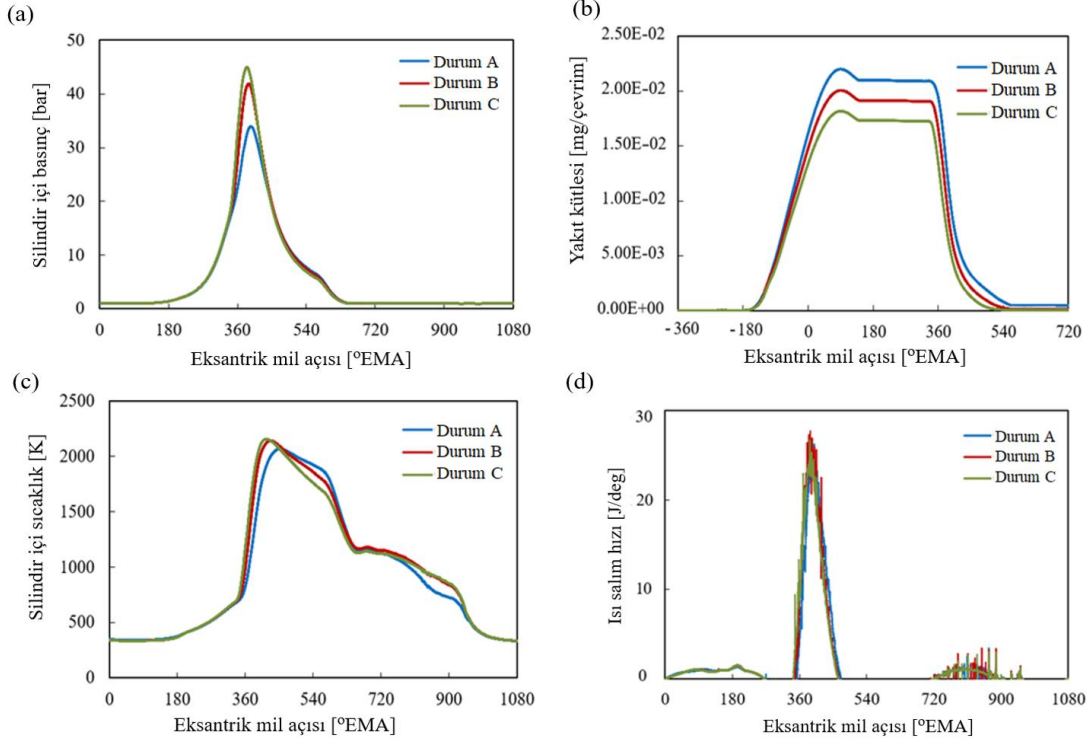 (a)
50
40
30
20
10
0
Silindir içi basınç [bar]
Durum A
Durum B
Durum C
0 180 360 540 720 900 1080
Eksantrik mil açısı [ºEMA]
(b)
2.50E-02
2.00E-02
1.50E-02
1.00E-02
5.00E-03
0.00E+00
Yakıt kütlesi [mg/çevrim]
Durum A
Durum B
Durum C
-360 -180 0 180 360 540 720
Eksantrik mil açısı [ºEMA]
(c)
2500
2000
1500
1000
500
0
Silindir içi sıcaklık [K]
Durum A
Durum B
Durum C
0 180 360 540 720 900 1080
Eksantrik mil açısı [ºEMA]
(d)
30
20
10
0
Isı salım hızı [J/deg]
Durum A
Durum B
Durum C
0 180 360 540 720 900 1080
Eksantrik mil açısı [ºEMA]